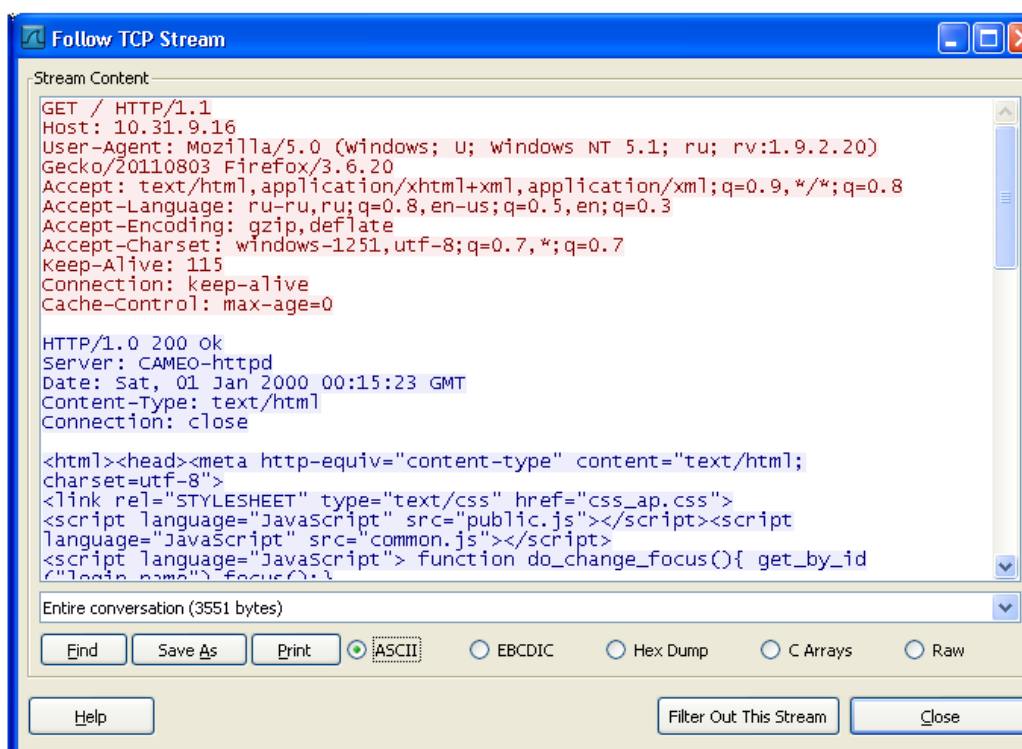 Follow TCP Stream
Stream Content
GET / HTTP/1.1
Host: 10.31.9.16
User-Agent: Mozilla/5.0 (Windows; U; Windows NT 5.1; ru; rv:1.9.2.20)
Gecko/20110803 Firefox/3.6.20
Accept: text/html,application/xhtml+xml,application/xml;q=0.9,*/*;q=0.8
Accept-Language: ru-ru,ru;q=0.8,en-us;q=0.5,en;q=0.3
Accept-Encoding: gzip,deflate
Accept-Charset: windows-1251,utf-8;q=0.7,*;q=0.7
Keep-Alive: 115
Connection: keep-alive
Cache-Control: max-age=0
HTTP/1.0 200 Ok
Server: CAMEO-httpd
Date: Sat, 01 Jan 2000 00:15:23 GMT
Content-Type: text/html
Connection: close
<html><head><meta http-equiv="content-type" content="text/html;
charset=utf-8">
<link rel="STYLESHEET" type="text/css" href="css_ap.css">
<script language="JavaScript" src="public.js"></script><script
language="JavaScript" src="common.js"></script>
<script language="JavaScript"> function do_change_focus(){ get_by_id
("login_name").focus();}
Entire conversation (3551 bytes)
Find Save As Print ASCII EBCDIC Hex Dump C Arrays Raw
Help Filter Out This Stream Close